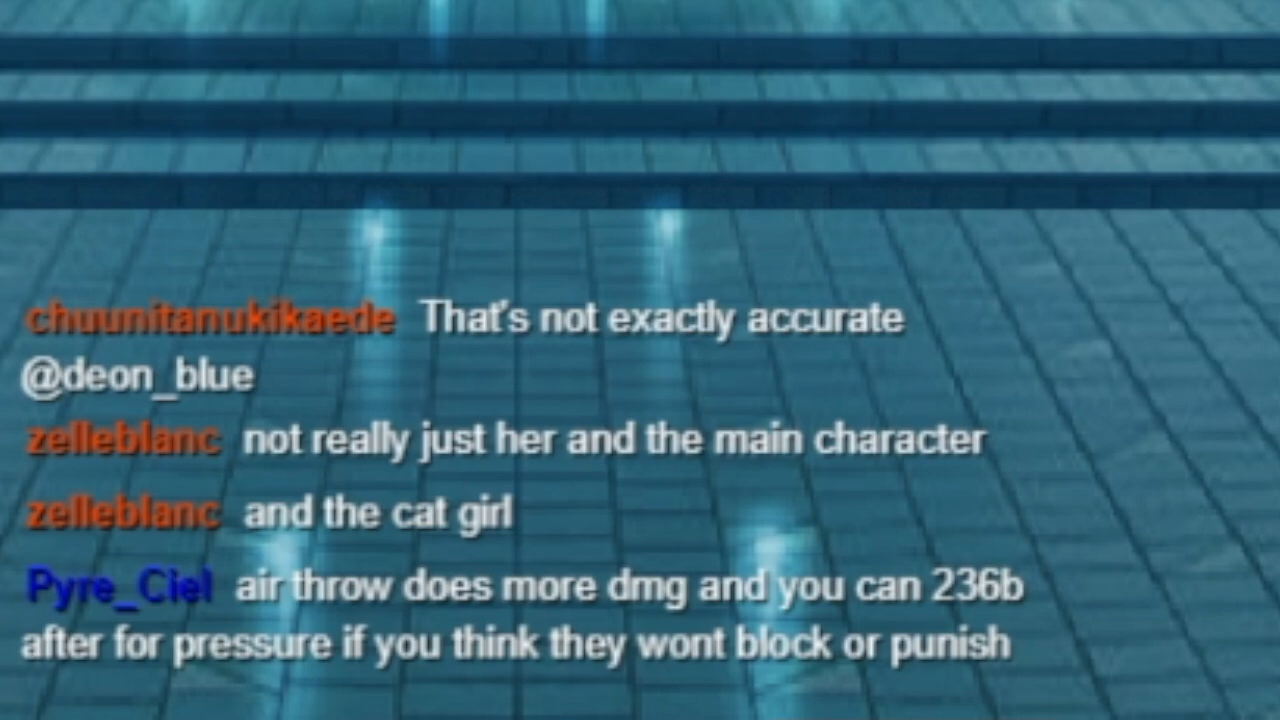 chuunitanukikaede That's not exactly accurate
@deon_blue
zelleblanc not really just her and the main character
zelleblanc and the cat girl
Pyre_Ciel air throw does more dmg and you can 236b
after for pressure if you think they wont block or punish